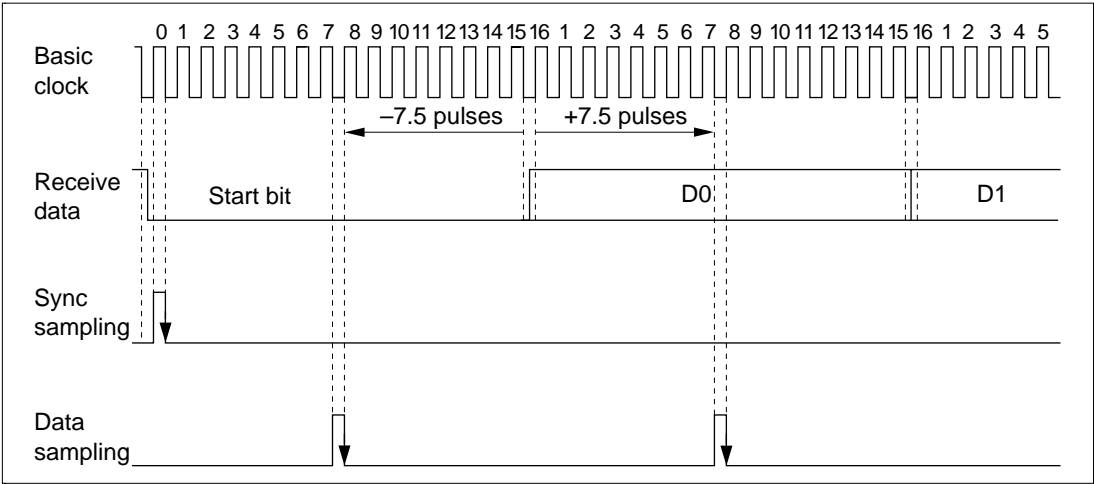 0 1 2 3 4 5 6 7 8 9 10 11 12 13 14 15 16 1 2 3 4 5 6 7 8 9 10 11 12 13 14 15 16 1 2 3 4 5
Basic
clock
–7.5 pulses +7.5 pulses
Receive
data
Start bit D0 D1
Sync
sampling
Data
sampling